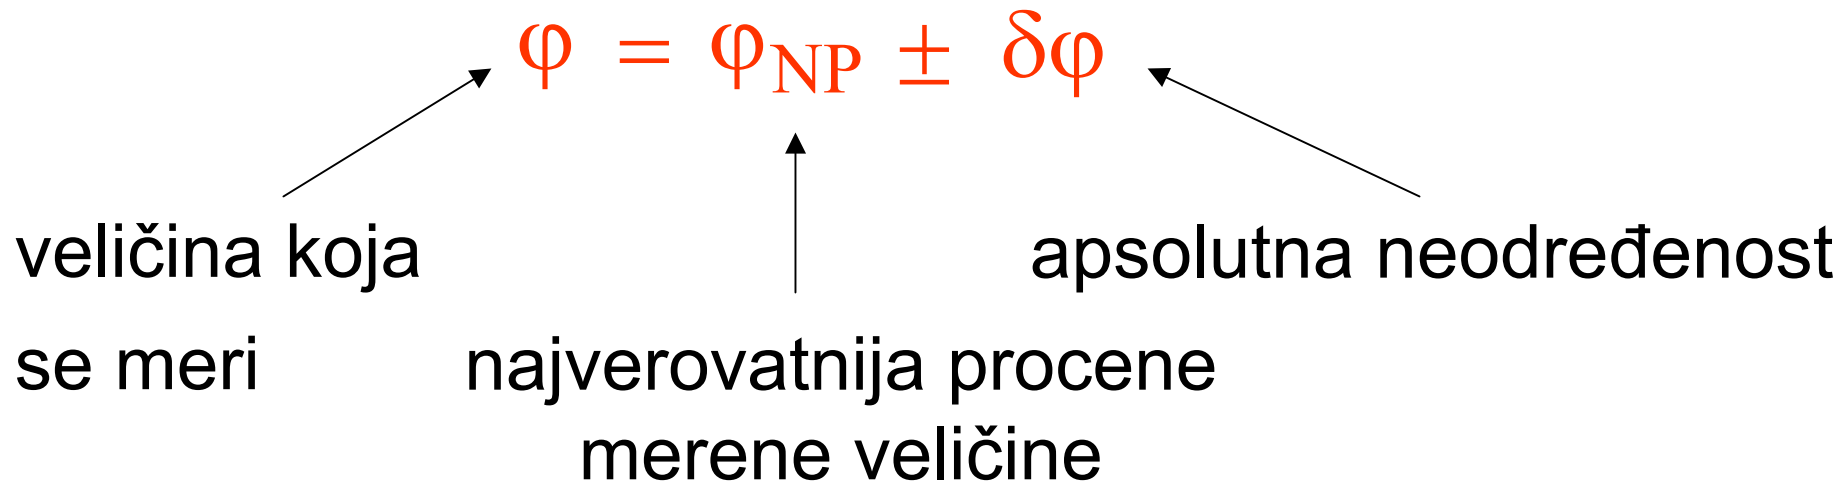 φ = φNP ± δφ
veličina koja
se meri
najverovatnija procene
merene veličine
apsolutna neodređenost